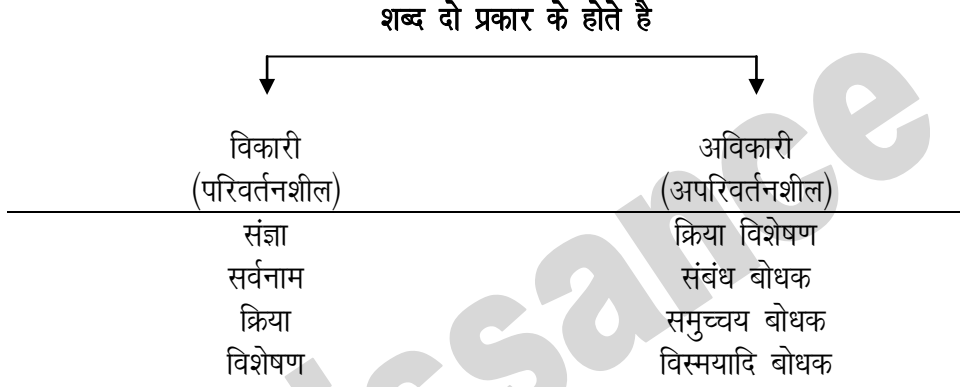 शब्द दो प्रकार के होते है
विकारी अविकारी
(परिवर्तनशील) (अपरिवर्तनशील)
संज्ञा क्रिया विशेषण
सर्वनाम संबंध बोधक
क्रिया समुच्चय बोधक
विशेषण विस्मयादि बोधक